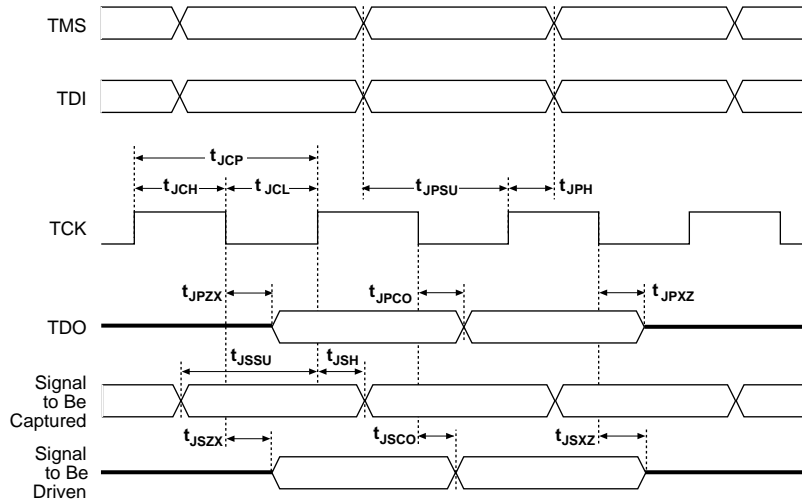 TMS
TDI
tJCP
tJCH
tJCL
tJPSU
tJPH
TCK
tJPZX
tJPCO
tJPXZ
TDO
tJSSU
tJSH
Signal
to Be
Captured
tJSZX
tJSCO
tJSXZ
Signal
to Be
Driven